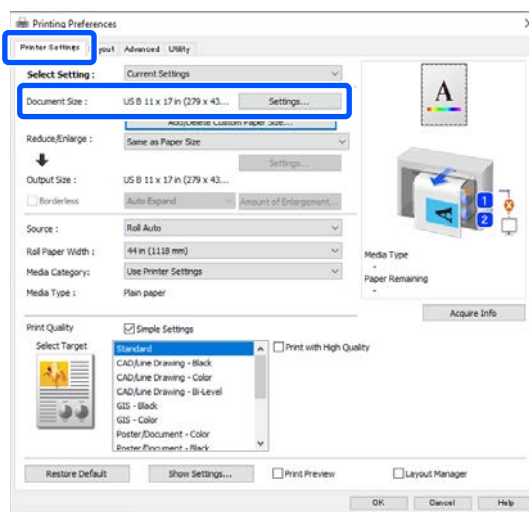 Printing Preferences
Printer Settings yout Advanced Utility
Select Setting : Current Settings
Document Size : US B 11 x 17 in (279 x 43... Settings...
Add/Delete Custom Paper Size...
Reduce/Enlarge : Same as Paper Size
Settings...
Output Size : US B 11 x 17 in (279 x 43...
Borderless Auto Expand Amount of Enlargement...
Source : Roll Auto
Roll Paper Width : 44 in (1118 mm)
Media Category: Use Printer Settings
Media Type : Plain paper
A
A
1
2
Media Type
-
Paper Remaining
-
Acquire Info
Print Quality Simple Settings
Select Target
Standard
CAD/Line Drawing - Black
CAD/Line Drawing - Color
CAD/Line Drawing - Bi-Level
GIS - Black
GIS - Color
Poster/Document - Color
Poster/Document - Black
Print with High Quality
Restore Default Show Settings... Print Preview Layout Manager
OK Cancel Help